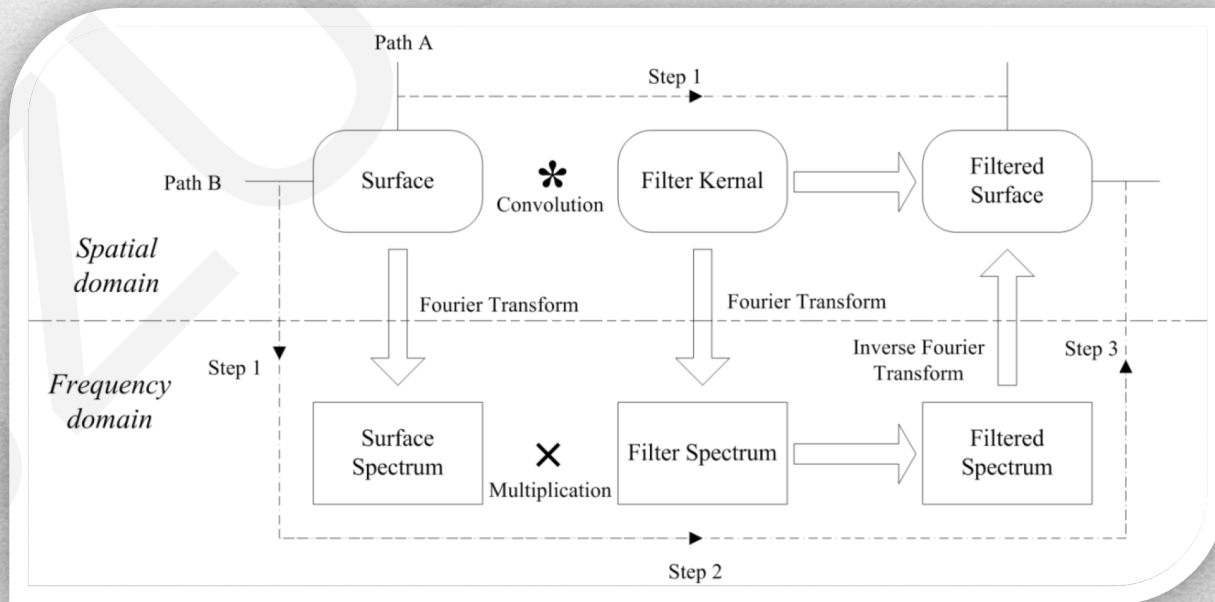 Path A
Step 1
Path B
Surface
Convolution
Filter Kernal
Filtered
Surface
Spatial
domain
Fourier Transform
Fourier Transform
Inverse Fourier
Transform
Step 1
Step 3
Frequency
domain
Surface
Spectrum
Multiplication
Filter Spectrum
Filtered
Spectrum
Step 2